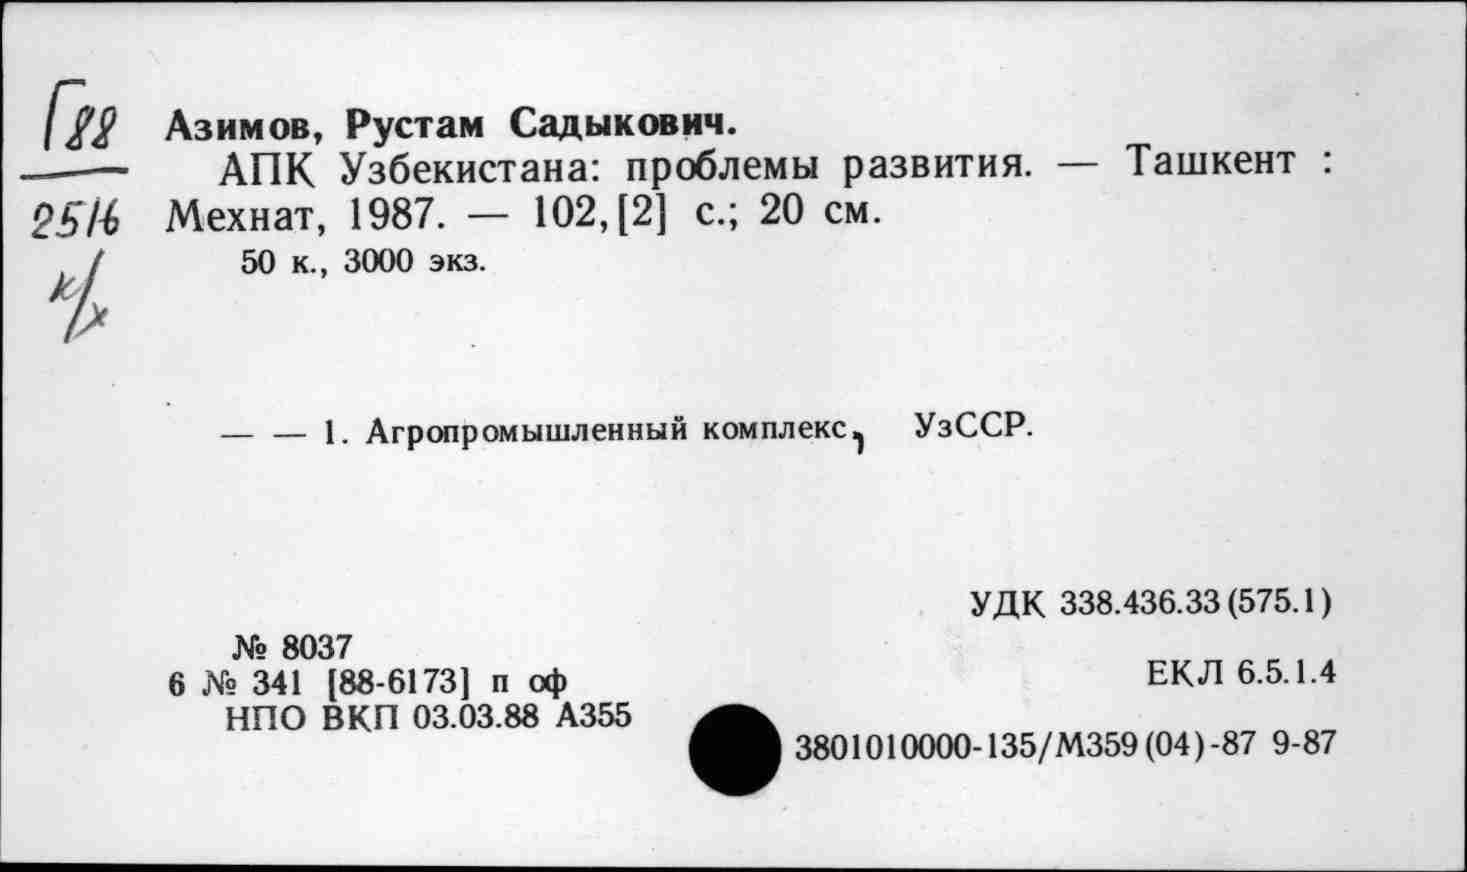 Г88
2516
к/х
Азимов, Рустам Садыкович.
АПК Узбекистана: проблемы развития. — Ташкент :
Мехнат, 1987. — 102,[2] с.; 20 см.
50 к., 3000 экз.
— — 1. Агропромышленный комплекс, УзССР.
УДК 338.436.33(575.1)
№ 8037
6 № 341 [88-6173] п оф
НПО ВКП 03.03.88 А355
ЕКЛ 6.5.1.4
3801010000-135/М359(04)-87 9-87